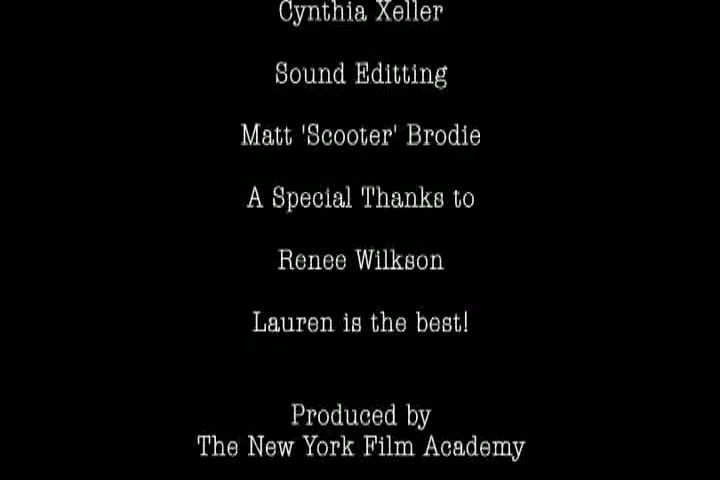 Cynthia Xeller
Sound Editting
Matt 'Scooter' Brodie
A Special Thanks to
Renee Wilkson
Lauren is the best!
Produced by
The New York Film Academy